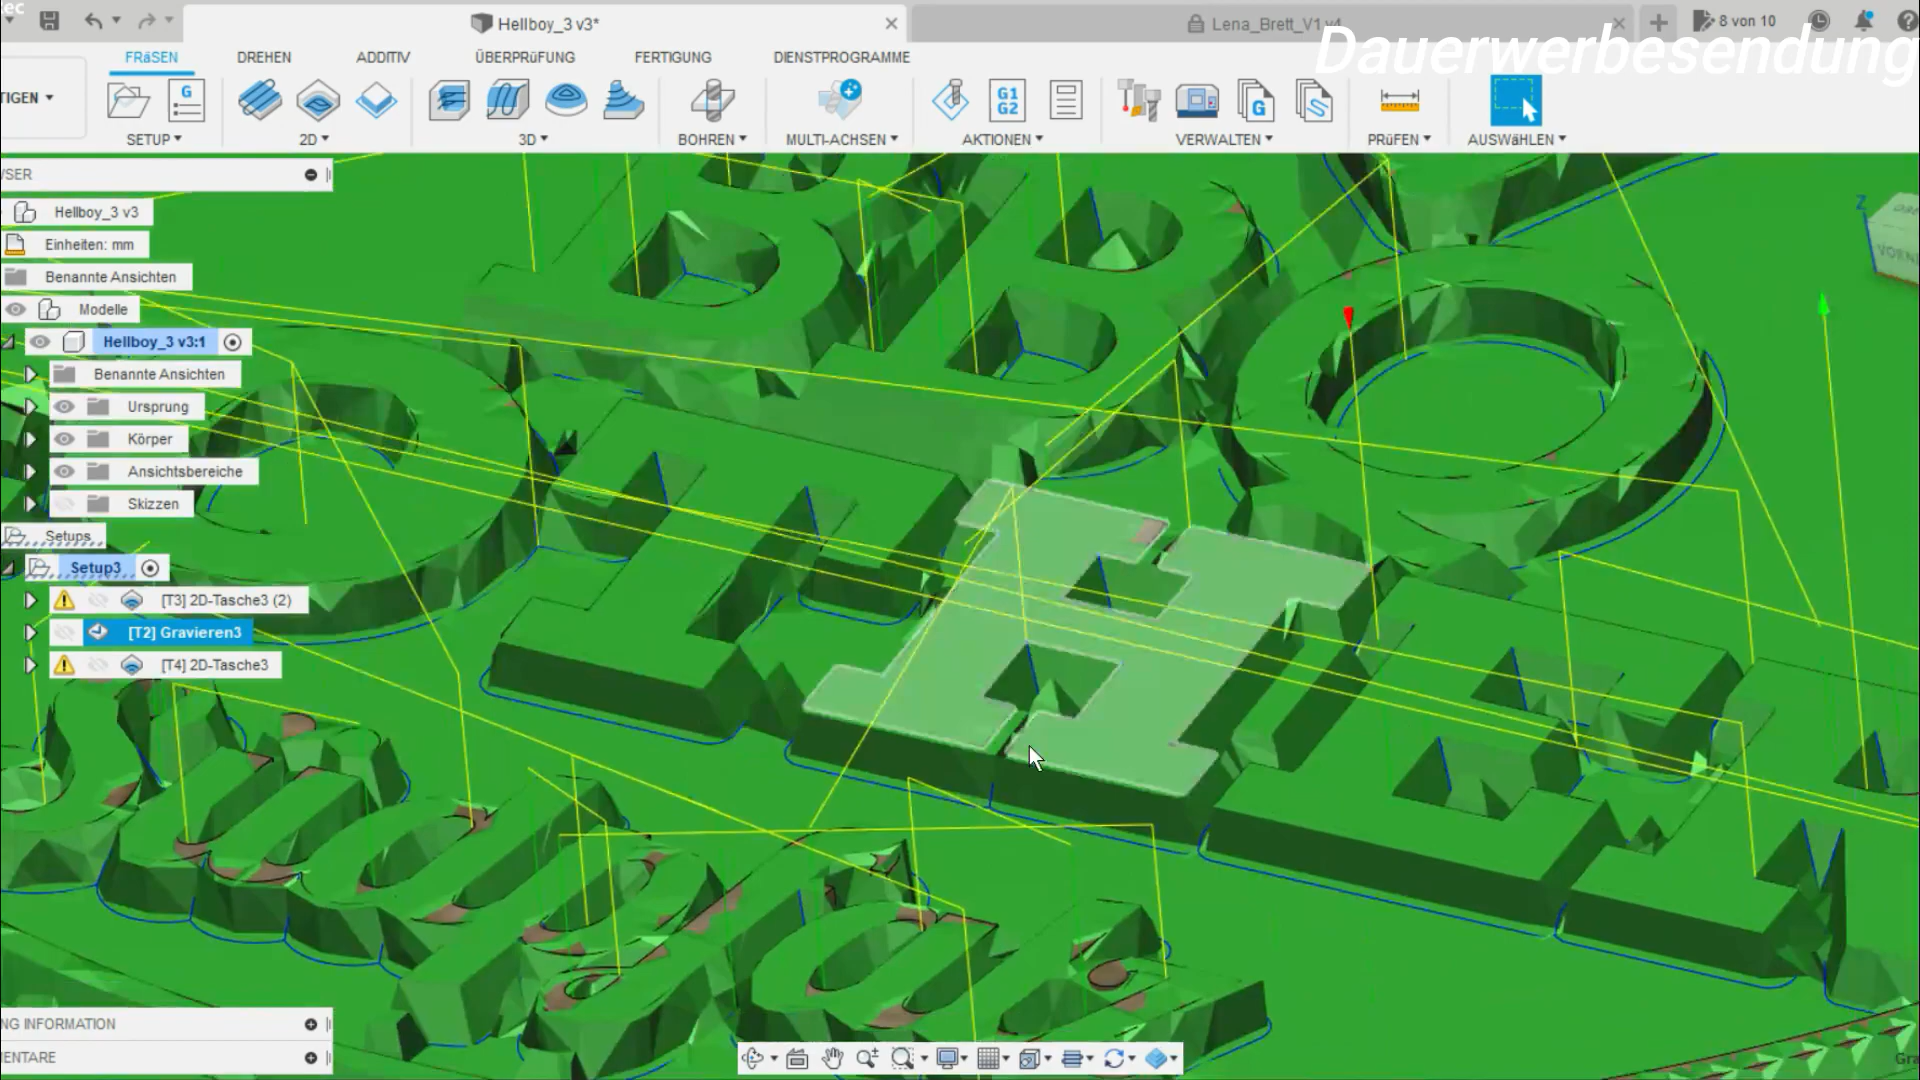 ec
Hellboy_3 v3*
Lena_Brett_V1 v4
8 von 10
Dauerwerbesendung
FRäSEN
DREHEN
ADDITIV
ÜBERPRüFUNG
FERTIGUNG
DIENSTPROGRAMME
TIGEN
G
G1
G2
G
SETUP
2D
3D
BOHREN
MULTI-ACHSEN
AKTIONEN
VERWALTEN
PRüFEN
AUSWäHLEN
SER
Hellboy_3 v3
Einheiten: mm
Benannte Ansichten
Modelle
Hellboy_3 v3:1
Benannte Ansichten
Ursprung
Körper
Ansichtsbereiche
Skizzen
Setups
Setup3
[T3] 2D-Tasche3 (2)
[T2] Gravieren3
[T4] 2D-Tasche3
Z
NG INFORMATION
ENTARE
Gra